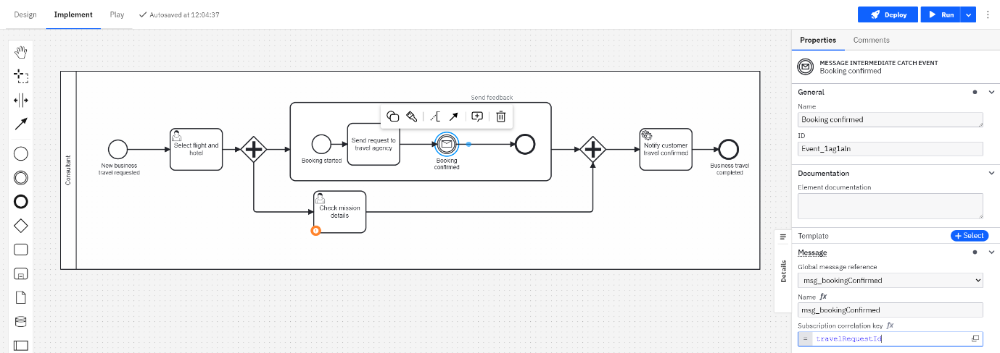 Design
Implement
Play
Autosaved at 12:04:37
Deploy
Run
Properties
Comments
MESSAGE INTERMEDIATE CATCH EVENT
Booking confirmed
General
Name
Booking confirmed
ID
Event_1ag1aln
Documentation
Element documentation
Template
+ Select
Message
Global message reference
msg_bookingConfirmed
Name fx
msg_bookingConfirmed
Subscription correlation key fx
= travelRequestId
Details
Consultant
New business
travel requested
Select flight and
hotel
Send feedback
Booking started
Send request to
travel agency
Booking
confirmed
Check mission
details
Notify customer
travel confirmed
Business travel
completed